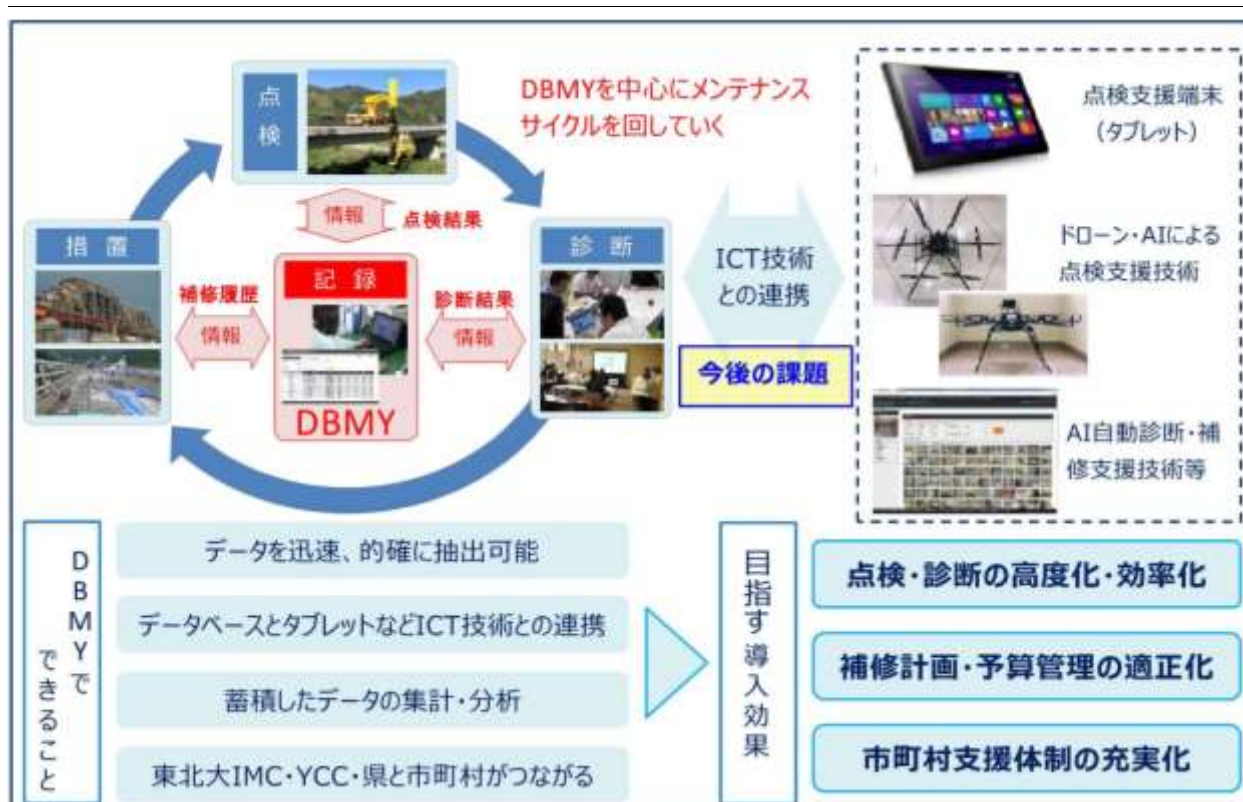 点検
DBMYを中心にメンテナンス
サイクルを回していく
情報
点検結果
措置
診断
補修履歴
情報
記録
DBMY
診断結果
情報
ICT技術
との連携
今後の課題
点検支援端末
（タブレット）
ドローン・AIによる
点検支援技術
AI自動診断・補
修支援技術等
DBMYで
できること
データを迅速、的確に抽出可能
データベースとタブレットなどICT技術との連携
蓄積したデータの集計・分析
東北大IMC・YCC・県と市町村がつながる
目指す導入効果
点検・診断の高度化・効率化
補修計画・予算管理の適正化
市町村支援体制の充実化